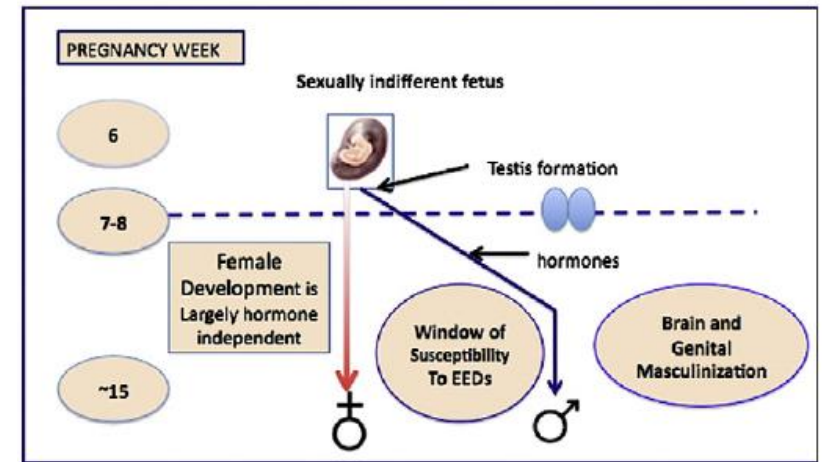 PREGNANCY WEEK
Sexually indifferent fetus
6
Testis formation
7-8
hormones
Female
Development is
Largely hormone
independent
Window of
Susceptibility
To EEDs
Brain and
Genital
Masculinization
~15